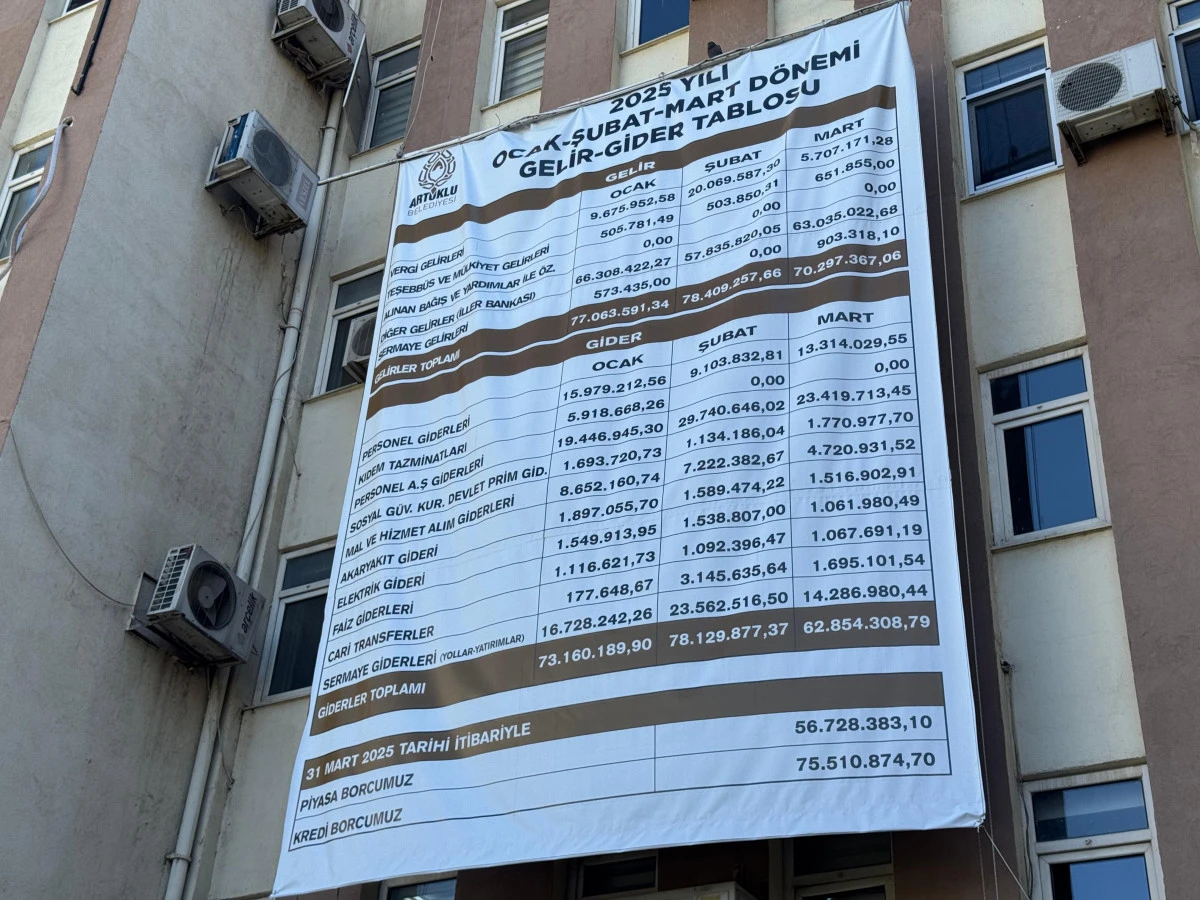 2025 YILI
OCAK-ŞUBAT-MART DÖNEMİ
GELİR-GİDER TABLOSU
ARTUKLU
BELEDİYESİ
GELİR
OCAK ŞUBAT MART
VERGİ GELİRLERİ 9.675.952,58 20.069.587,30 5.707.171,28
TEŞEBBÜS VE MÜLKİYET GELİRLERİ 505.781,49 503.850,31 651.855,00
ALINAN BAĞIŞ VE YARDIMLAR İLE ÖZ. 0,00 0,00 0,00
DİĞER GELİRLER (İLLER BANKASI) 66.308.422,27 57.835.820,05 63.035.022,68
SERMAYE GELİRLERİ 573.435,00 0,00 903.318,10
GELİRLER TOPLAMI 77.063.591,34 78.409.257,66 70.297.367,06
GİDER
OCAK ŞUBAT MART
PERSONEL GİDERLERİ 15.979.212,56 9.103.832,81 13.314.029,55
KIDEM TAZMİNATLARI 5.918.668,26 0,00 0,00
PERSONEL A.Ş GİDERLERİ 19.446.945,30 29.740.646,02 23.419.713,45
SOSYAL GÜV. KUR. DEVLET PRİM GİD. 1.693.720,73 1.134.186,04 1.770.977,70
MAL VE HİZMET ALIM GİDERLERİ 8.652.160,74 7.222.382,67 4.720.931,52
AKARYAKIT GİDERİ 1.897.055,70 1.589.474,22 1.516.902,91
ELEKTRİK GİDERİ 1.549.913,95 1.538.807,00 1.061.980,49
FAİZ GİDERLERİ 1.116.621,73 1.092.396,47 1.067.691,19
CARİ TRANSFERLER 177.648,67 3.145.635,64 1.695.101,54
SERMAYE GİDERLERİ (YOLLAR-YATIRIMLAR) 16.728.242,26 23.562.516,50 14.286.980,44
GİDERLER TOPLAMI 73.160.189,90 78.129.877,37 62.854.308,79
31 MART 2025 TARİHİ İTİBARİYLE
PİYASA BORCUMUZ 56.728.383,10
KREDİ BORCUMUZ 75.510.874,70
arçelik